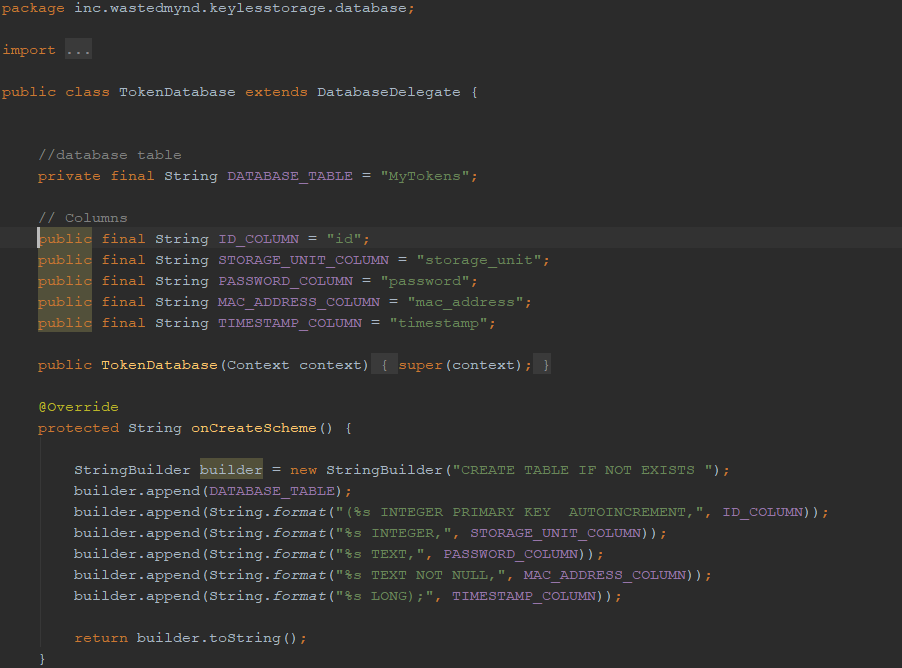 package inc.wastedmynd.keylesstorage.database;
import ...
public class TokenDatabase extends DatabaseDelegate {
//database table
private final String DATABASE_TABLE = "MyTokens";
// Columns
public final String ID_COLUMN = "id";
public final String STORAGE_UNIT_COLUMN = "storage_unit";
public final String PASSWORD_COLUMN = "password";
public final String MAC_ADDRESS_COLUMN = "mac_address";
public final String TIMESTAMP_COLUMN = "timestamp";
public TokenDatabase(Context context) { super(context); }
@Override
protected String onCreateScheme() {
StringBuilder builder = new StringBuilder("CREATE TABLE IF NOT EXISTS ");
builder.append(DATABASE_TABLE);
builder.append(String.format("(%s INTEGER PRIMARY KEY  AUTOINCREMENT,", ID_COLUMN));
builder.append(String.format("%s INTEGER,", STORAGE_UNIT_COLUMN));
builder.append(String.format("%s TEXT,", PASSWORD_COLUMN));
builder.append(String.format("%s TEXT NOT NULL,", MAC_ADDRESS_COLUMN));
builder.append(String.format("%s LONG);", TIMESTAMP_COLUMN));
return builder.toString();
}